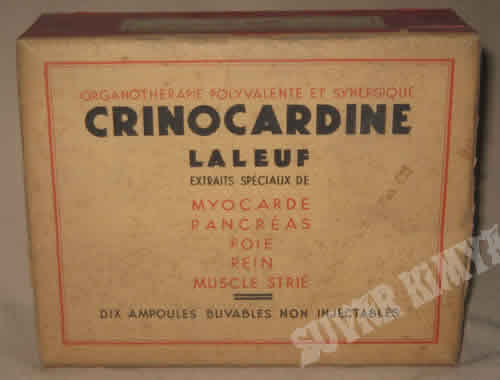 ORGANOTHERAPIE POLYVALENTE ET SYNERGIQUE
CRINOCARDINE
LALEUF
EXTRAITS SPÉCIAUX DE
MYOCARDE
PANCRÉAS
FOIE
REIN
MUSCLE STRIÉ
DIX AMPOULES BUVABLES NON INJECTABLES